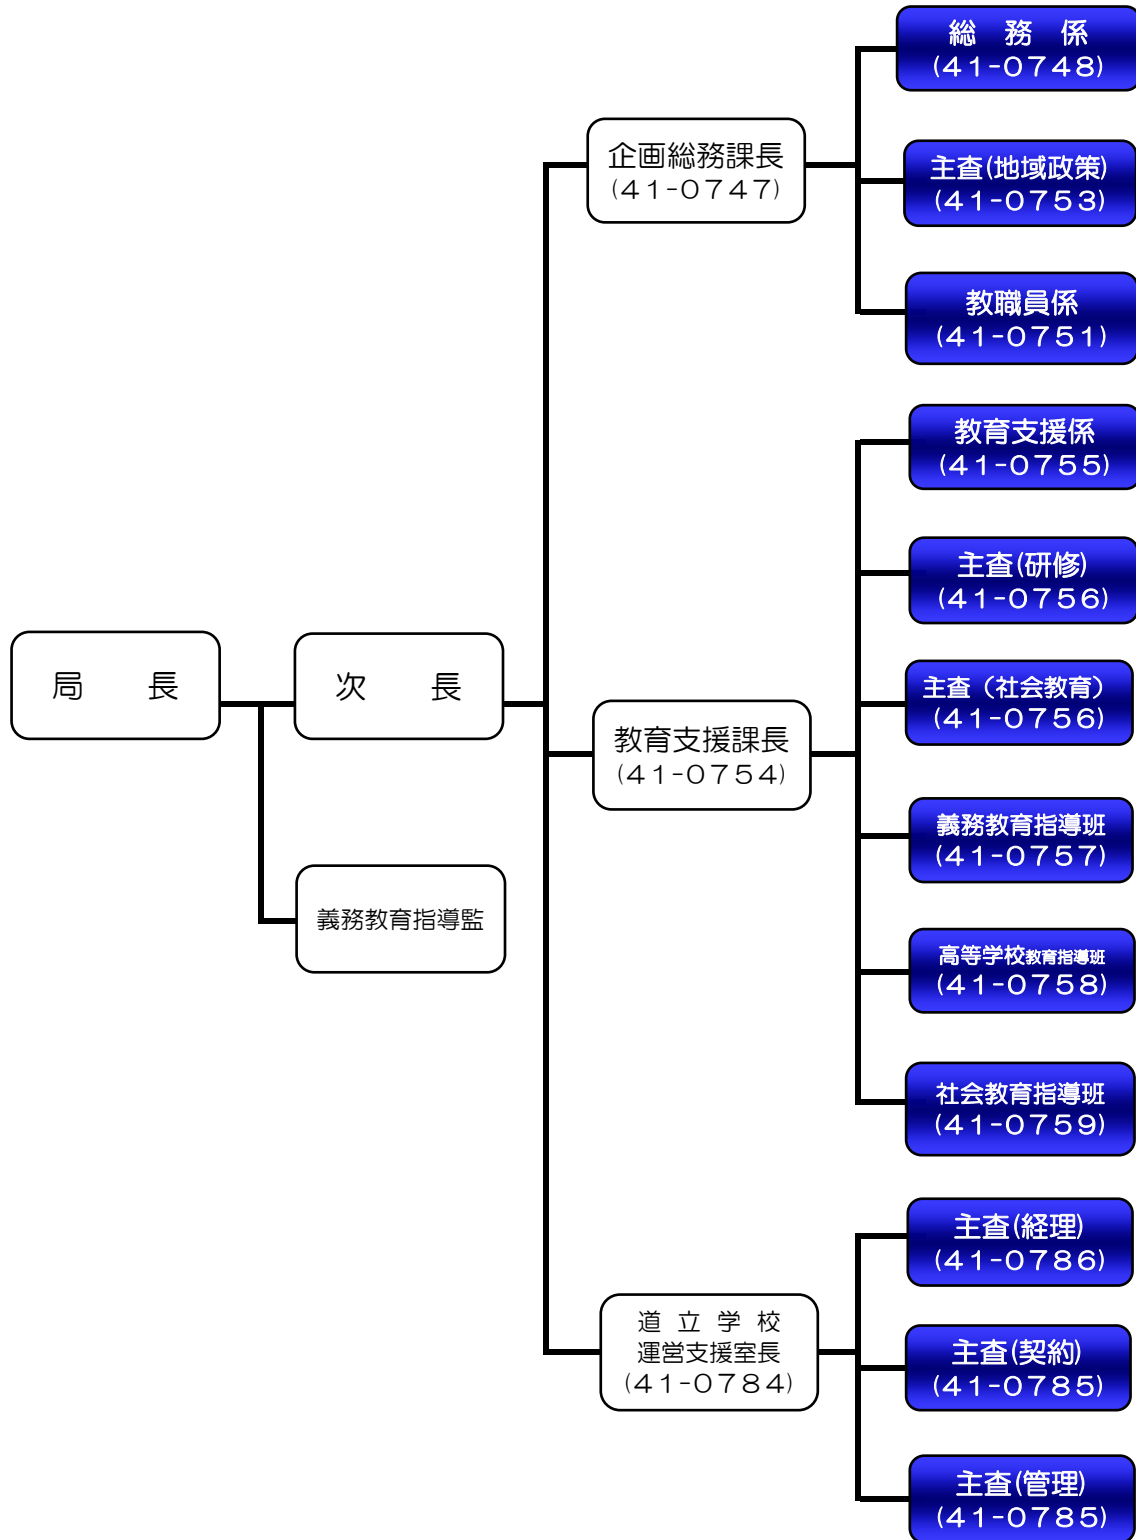 総　務　係
(41-0748)
企画総務課長
(41-0747)
主査(地域政策)
(41-0753)
教職員係
(41-0751)
教育支援係
(41-0755)
主査(研修)
(41-0756)
局　　長
次　　長
主査（社会教育）
(41-0756)
教育支援課長
(41-0754)
義務教育指導班
(41-0757)
義務教育指導監
高等学校教育指導班
(41-0758)
社会教育指導班
(41-0759)
主査(経理)
(41-0786)
道　立　学　校
運営支援室長
(41-0784)
主査(契約)
(41-0785)
主査(管理)
(41-0785)